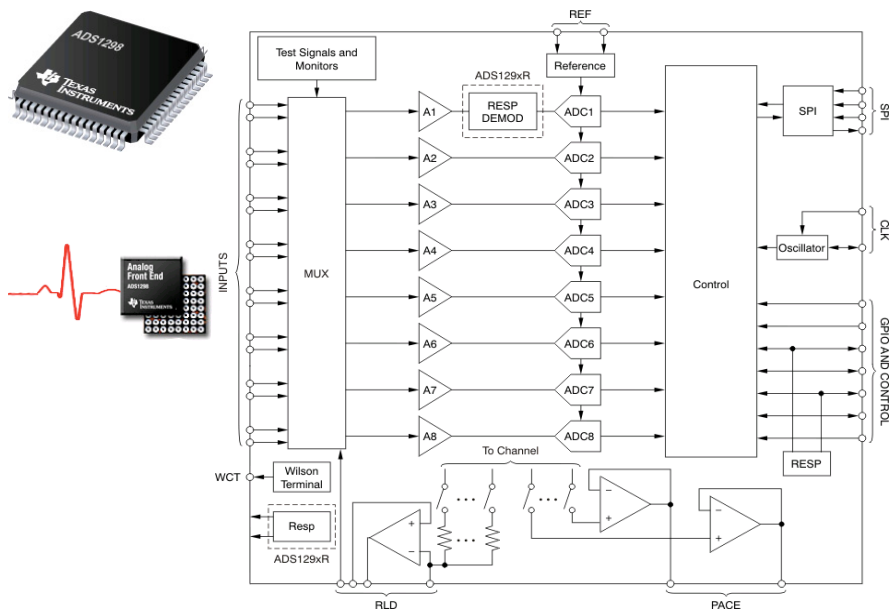 ADS1298
TEXAS
INSTRUMENTS
Analog
Front End
ADS1298
TEXAS
INSTRUMENTS
REF
Test Signals and
Monitors
Reference
ADS129xR
RESP
DEMOD
A1
ADC1
A2
ADC2
A3
ADC3
A4
ADC4
A5
ADC5
A6
ADC6
A7
ADC7
A8
ADC8
INPUTS
MUX
Control
SPI
SPI
Oscillator
CLK
GPIO AND CONTROL
RESP
WCT
Wilson
Terminal
Resp
ADS129xR
To Channel
RLD
PACE